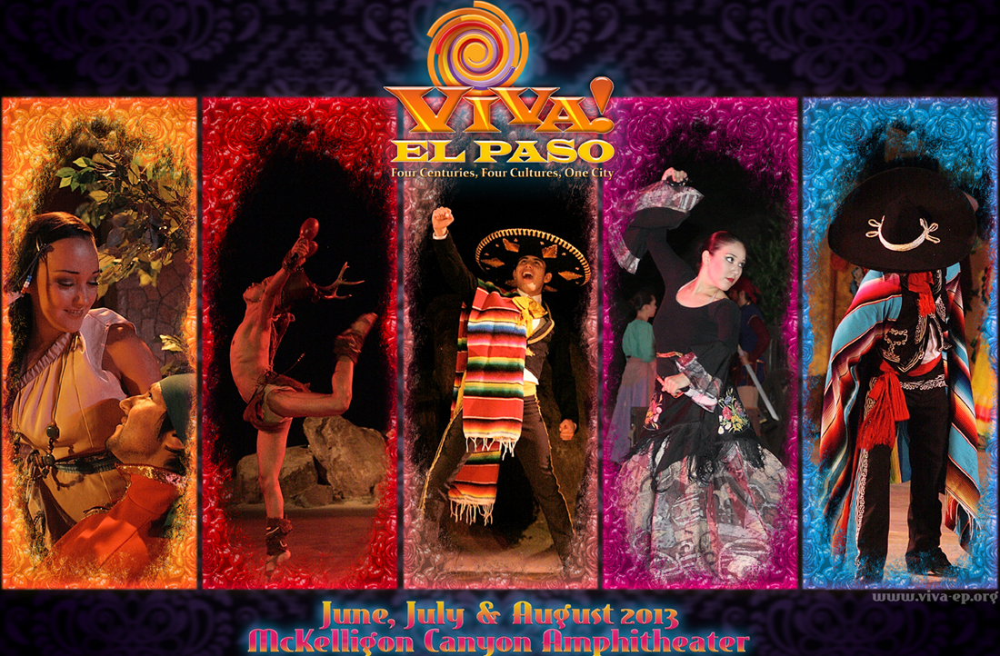 ViVA!
EL PASO
Four Centuries, Four Cultures, One City
www.viva-ep.org
June, July & August 2013
McKelligon Canyon Amphitheater